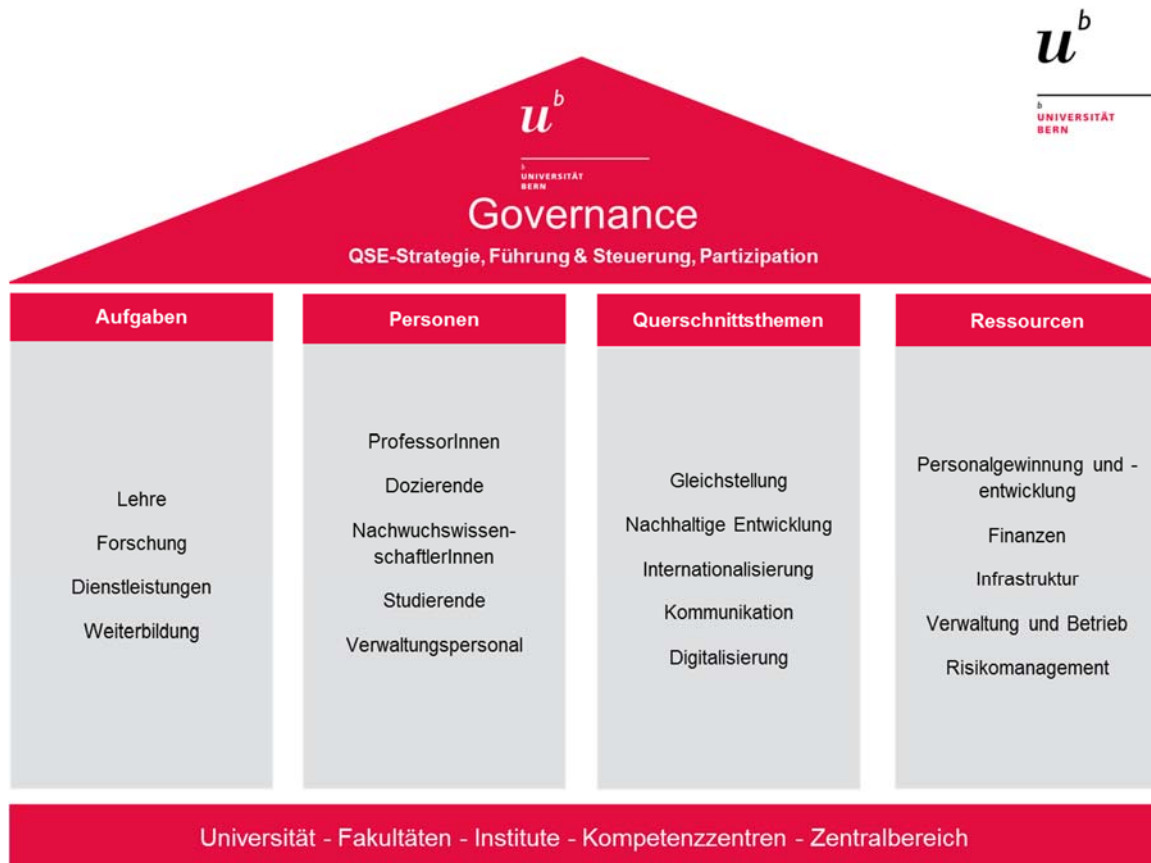 u^b
b
UNIVERSITÄT
BERN
u^b
b
UNIVERSITÄT
BERN
Governance
QSE-Strategie, Führung & Steuerung, Partizipation
Aufgaben
Lehre
Forschung
Dienstleistungen
Weiterbildung
Personen
ProfessorInnen
Dozierende
Nachwuchswissen-
schaftlerInnen
Studierende
Verwaltungspersonal
Querschnittsthemen
Gleichstellung
Nachhaltige Entwicklung
Internationalisierung
Kommunikation
Digitalisierung
Ressourcen
Personalgewinnung und -
entwicklung
Finanzen
Infrastruktur
Verwaltung und Betrieb
Risikomanagement
Universität - Fakultäten - Institute - Kompetenzzentren - Zentralbereich